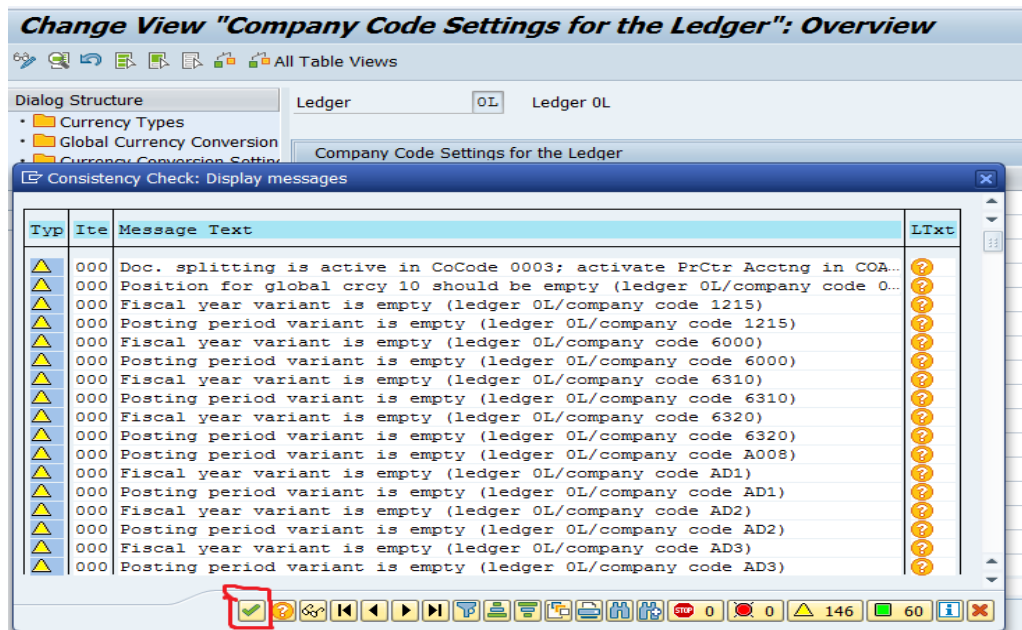 Change View "Company Code Settings for the Ledger": Overview
All Table Views
Dialog Structure
Ledger 0L Ledger 0L
Currency Types
Global Currency Conversion
Currency Conversion Settin
Company Code Settings for the Ledger
Consistency Check: Display messages
Typ Ite Message Text LTxt
000 Doc. splitting is active in CoCode 0003; activate PrCtr Acctng in COA…
000 Position for global crcy 10 should be empty (ledger 0L/company code 0…
000 Fiscal year variant is empty (ledger 0L/company code 1215)
000 Posting period variant is empty (ledger 0L/company code 1215)
000 Fiscal year variant is empty (ledger 0L/company code 6000)
000 Posting period variant is empty (ledger 0L/company code 6000)
000 Fiscal year variant is empty (ledger 0L/company code 6310)
000 Posting period variant is empty (ledger 0L/company code 6310)
000 Fiscal year variant is empty (ledger 0L/company code 6320)
000 Posting period variant is empty (ledger 0L/company code 6320)
000 Posting period variant is empty (ledger 0L/company code A008)
000 Fiscal year variant is empty (ledger 0L/company code AD1)
000 Posting period variant is empty (ledger 0L/company code AD1)
000 Fiscal year variant is empty (ledger 0L/company code AD2)
000 Posting period variant is empty (ledger 0L/company code AD2)
000 Fiscal year variant is empty (ledger 0L/company code AD3)
000 Posting period variant is empty (ledger 0L/company code AD3)
STOP 0 0 146 60